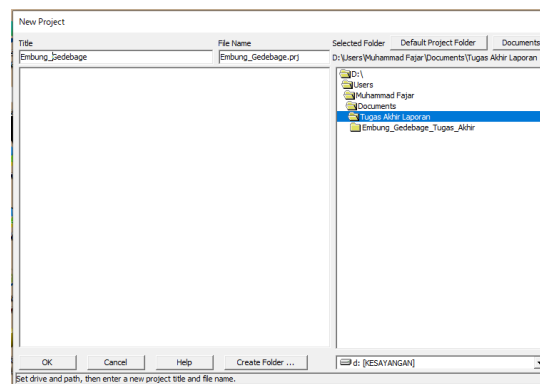 New Project
Title File Name Selected Folder Default Project Folder Documents
Embung_Gedebage Embung_Gedebage.prj D:\Users\Muhammad Fajar\Documents\Tugas Akhir Laporan
D:\
Users
Muhammad Fajar
Documents
Tugas Akhir Laporan
Embung_Gedebage_Tugas_Akhir
OK Cancel Help Create Folder ... d: [KESAYANGAN]
Set drive and path, then enter a new project title and file name.